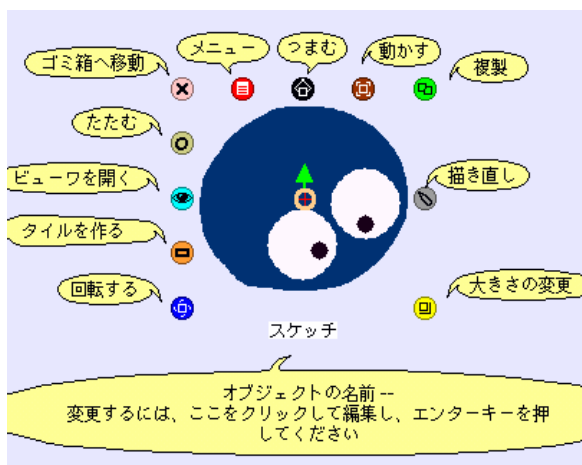 ゴミ箱へ移動
メニュー
つまむ
動かす
複製
たたむ
ビューワを開く
描き直し
タイルを作る
回転する
大きさの変更
スケッチ
オブジェクトの名前 --
変更するには、ここをクリックして編集し、エンターキーを押
してください